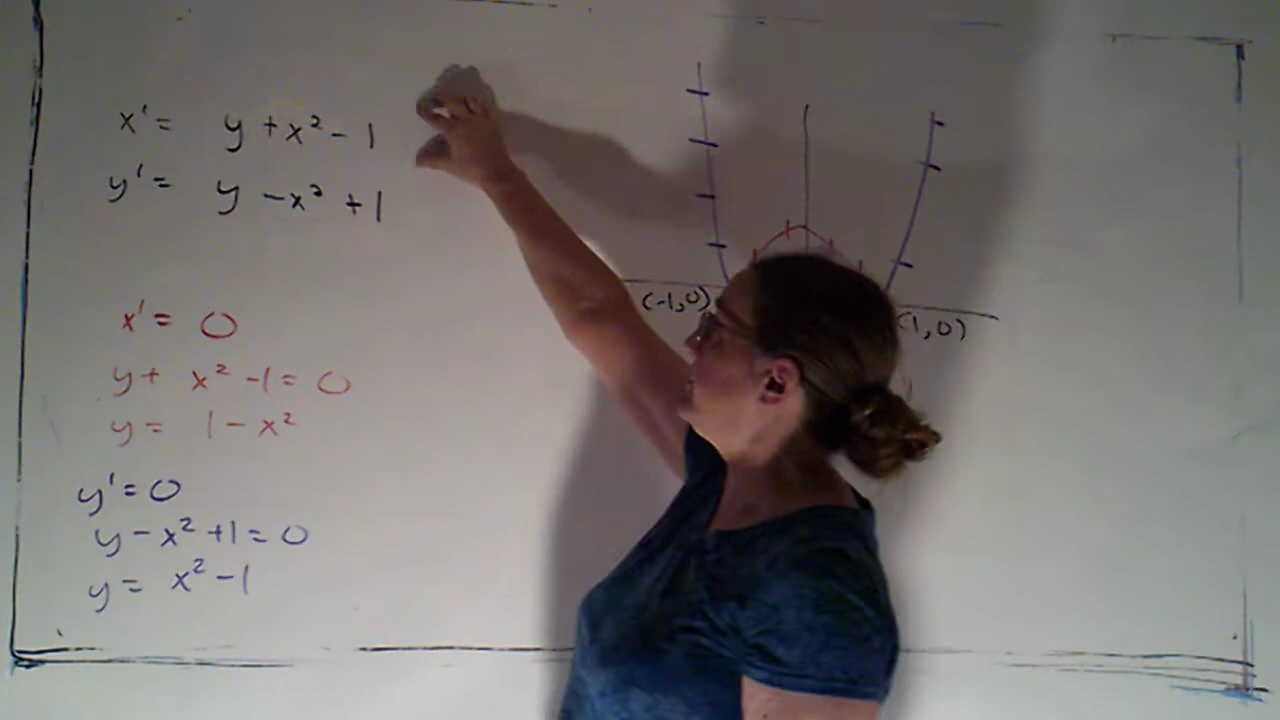 x' = y + x² - 1
y' = y - x² + 1
x' = 0
y + x² - 1 = 0
y = 1 - x²
y' = 0
y - x² + 1 = 0
y = x² - 1
(-1,0)
(1,0)